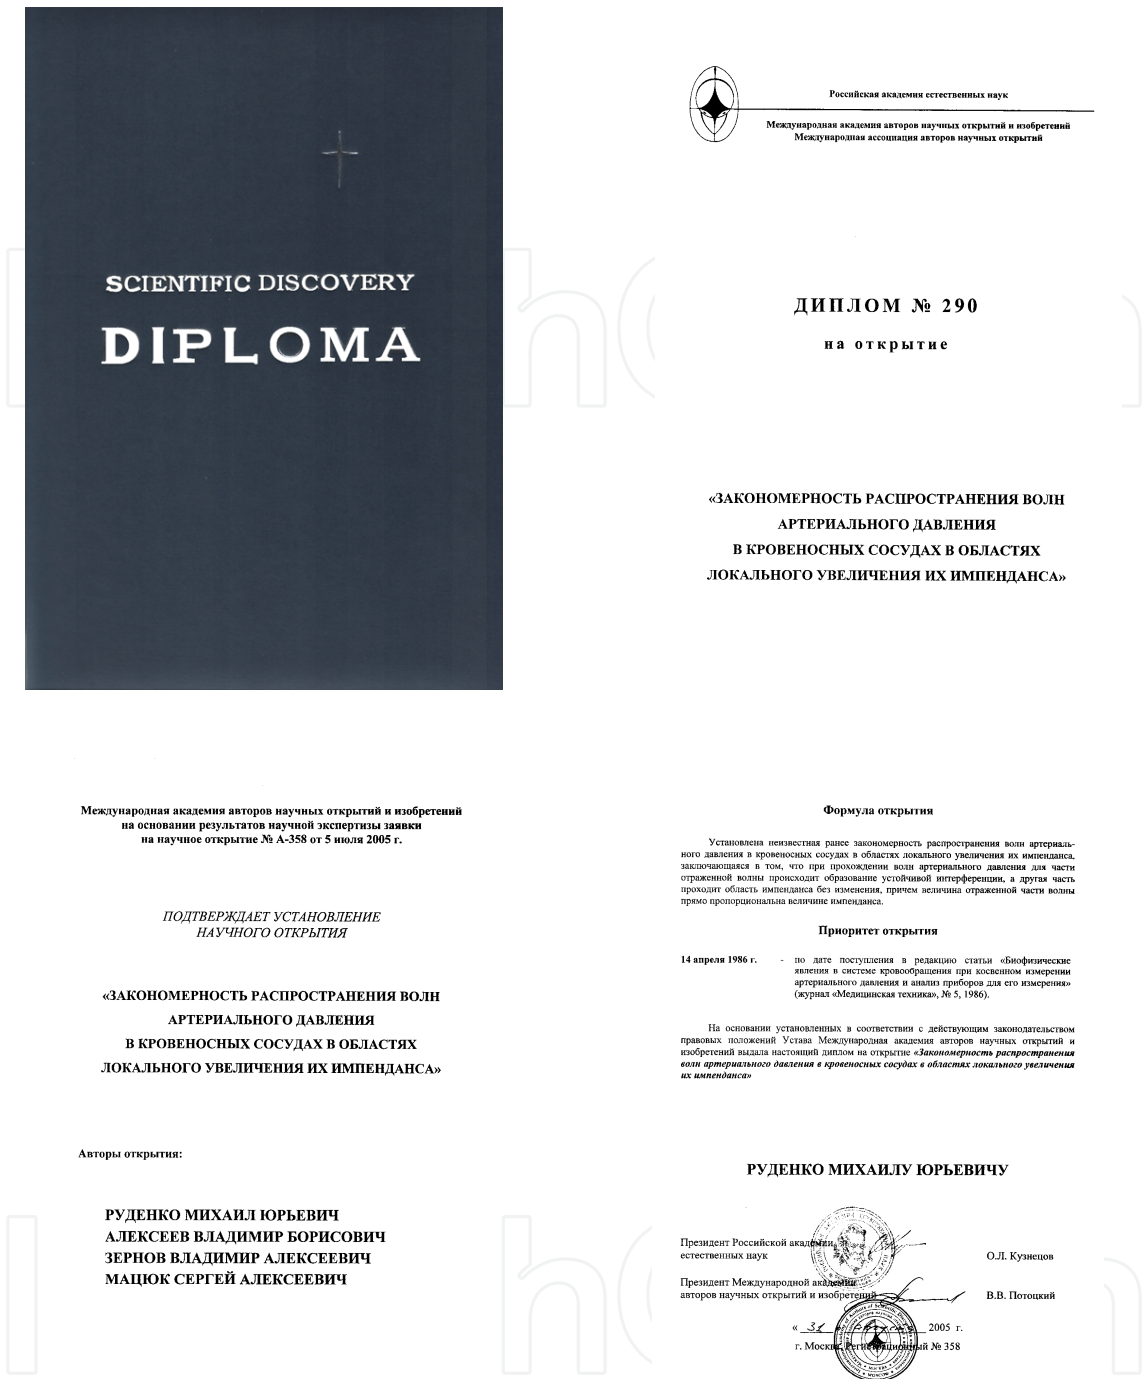 SCIENTIFIC DISCOVERY
DIPLOMA
Российская академия естественных наук
Международная академия авторов научных открытий и изобретений
Международная ассоциация авторов научных открытий
ДИПЛОМ № 290
на открытие
«ЗАКОНОМЕРНОСТЬ РАСПРОСТРАНЕНИЯ ВОЛН
АРТЕРИАЛЬНОГО ДАВЛЕНИЯ
В КРОВЕНОСНЫХ СОСУДАХ В ОБЛАСТЯХ
ЛОКАЛЬНОГО УВЕЛИЧЕНИЯ ИХ ИМПЕНДАНСА»
Международная академия авторов научных открытий и изобретений
на основании результатов научной экспертизы заявки
на научное открытие № А-358 от 5 июля 2005 г.
ПОДТВЕРЖДАЕТ УСТАНОВЛЕНИЕ
НАУЧНОГО ОТКРЫТИЯ
«ЗАКОНОМЕРНОСТЬ РАСПРОСТРАНЕНИЯ ВОЛН
АРТЕРИАЛЬНОГО ДАВЛЕНИЯ
В КРОВЕНОСНЫХ СОСУДАХ В ОБЛАСТЯХ
ЛОКАЛЬНОГО УВЕЛИЧЕНИЯ ИХ ИМПЕНДАНСА»
Авторы открытия:
РУДЕНКО МИХАИЛ ЮРЬЕВИЧ
АЛЕКСЕЕВ ВЛАДИМИР БОРИСОВИЧ
ЗЕРНОВ ВЛАДИМИР АЛЕКСЕЕВИЧ
МАЦЮК СЕРГЕЙ АЛЕКСЕЕВИЧ
Формула открытия
Установлена неизвестная ранее закономерность распространения волн артериаль-
ного давления в кровеносных сосудах в областях локального увеличения их импенданса,
заключающаяся в том, что при прохождении волн артериального давления для части
отраженной волны происходит образование устойчивой интерференции, а другая часть
проходит область импенданса без изменения, причем величина отраженной части волны
прямо пропорциональна величине импенданса.
Приоритет открытия
14 апреля 1986 г. - по дате поступления в редакцию статьи «Биофизические
явления в системе кровообращения при косвенном измерении
артериального давления и анализ приборов для его измерения»
(журнал «Медицинская техника», № 5, 1986).
На основании установленных в соответствии с действующим законодательством
правовых положений Устава Международная академия авторов научных открытий и
изобретений выдала настоящий диплом на открытие «Закономерность распространения
волн артериального давления в кровеносных сосудах в областях локального увеличения
их импенданса»
РУДЕНКО МИХАИЛУ ЮРЬЕВИЧУ
Президент Российской академии
естественных наук О.Л. Кузнецов
Президент Международной академии
авторов научных открытий и изобретений В.В. Потоцкий
« 31 » августа 2005 г.
г. Москва, Регистрационный № 358